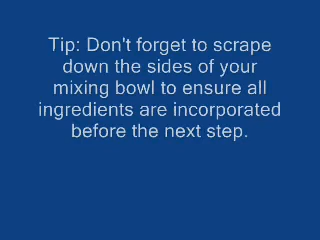 Tip: Don't forget to scrape
down the sides of your
mixing bowl to ensure all
ingredients are incorporated
before the next step.